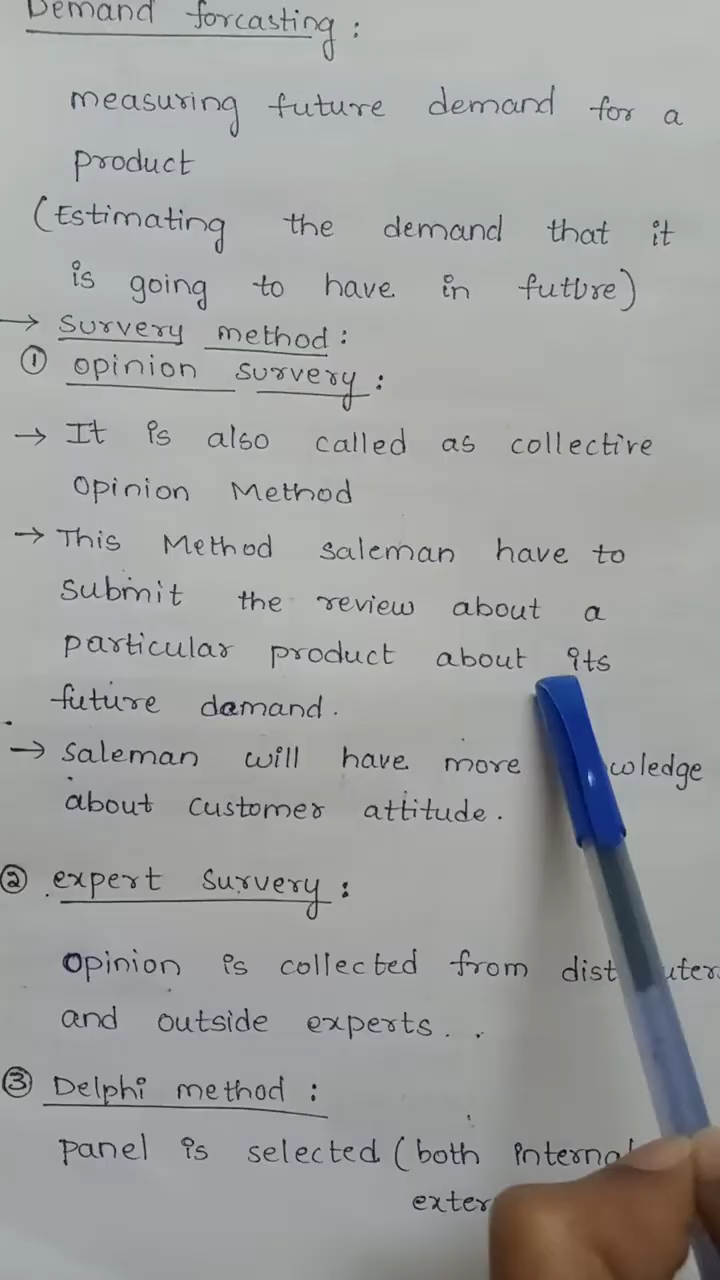 Demand forcasting :
measuring future demand for a
product
(Estimating the demand that it
is going to have in future)
→ survery method :
① opinion survery :
→ It is also called as collective
Opinion Method
→ This Method saleman have to
submit the review about a
particular product about its
future demand.
→ saleman will have more
about customer attitude.
② expert survery :
Opinion is collected from
and outside experts.
③ Delphi method :
panel is selected (both